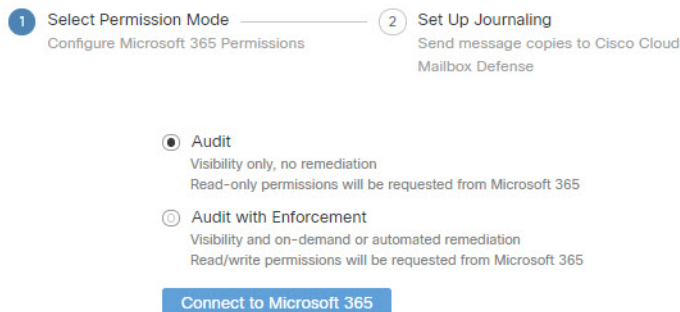 1 Select Permission Mode
Configure Microsoft 365 Permissions
2 Set Up Journaling
Send message copies to Cisco Cloud
Mailbox Defense
Audit
Visibility only, no remediation
Read-only permissions will be requested from Microsoft 365
Audit with Enforcement
Visibility and on-demand or automated remediation
Read/write permissions will be requested from Microsoft 365
Connect to Microsoft 365